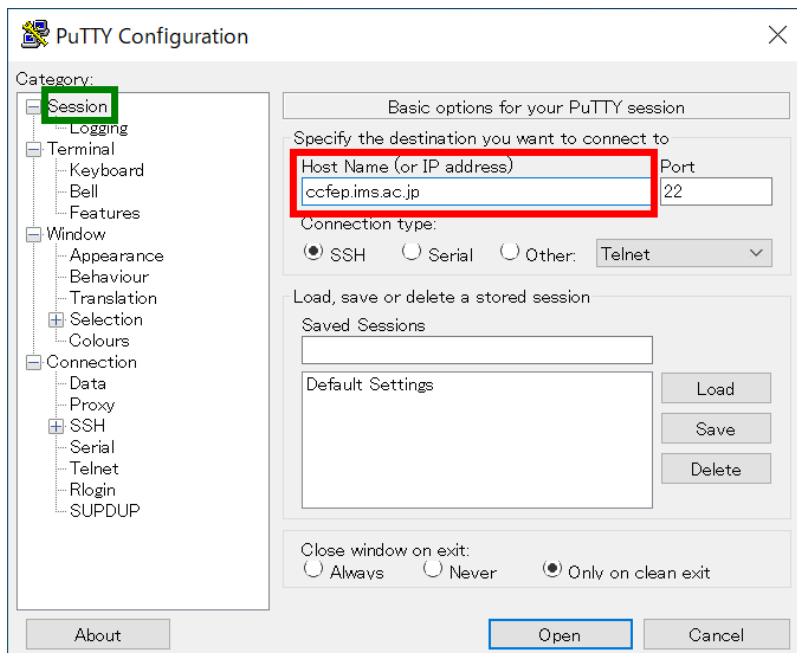 PuTTY Configuration
Category:
Session
Logging
Terminal
Keyboard
Bell
Features
Window
Appearance
Behaviour
Translation
Selection
Colours
Connection
Data
Proxy
SSH
Serial
Telnet
Rlogin
SUPDUP
Basic options for your PuTTY session
Specify the destination you want to connect to
Host Name (or IP address) Port
ccfep.ims.ac.jp 22
Connection type:
SSH Serial Other: Telnet
Load, save or delete a stored session
Saved Sessions
Default Settings
Load
Save
Delete
Close window on exit:
Always Never Only on clean exit
About Open Cancel